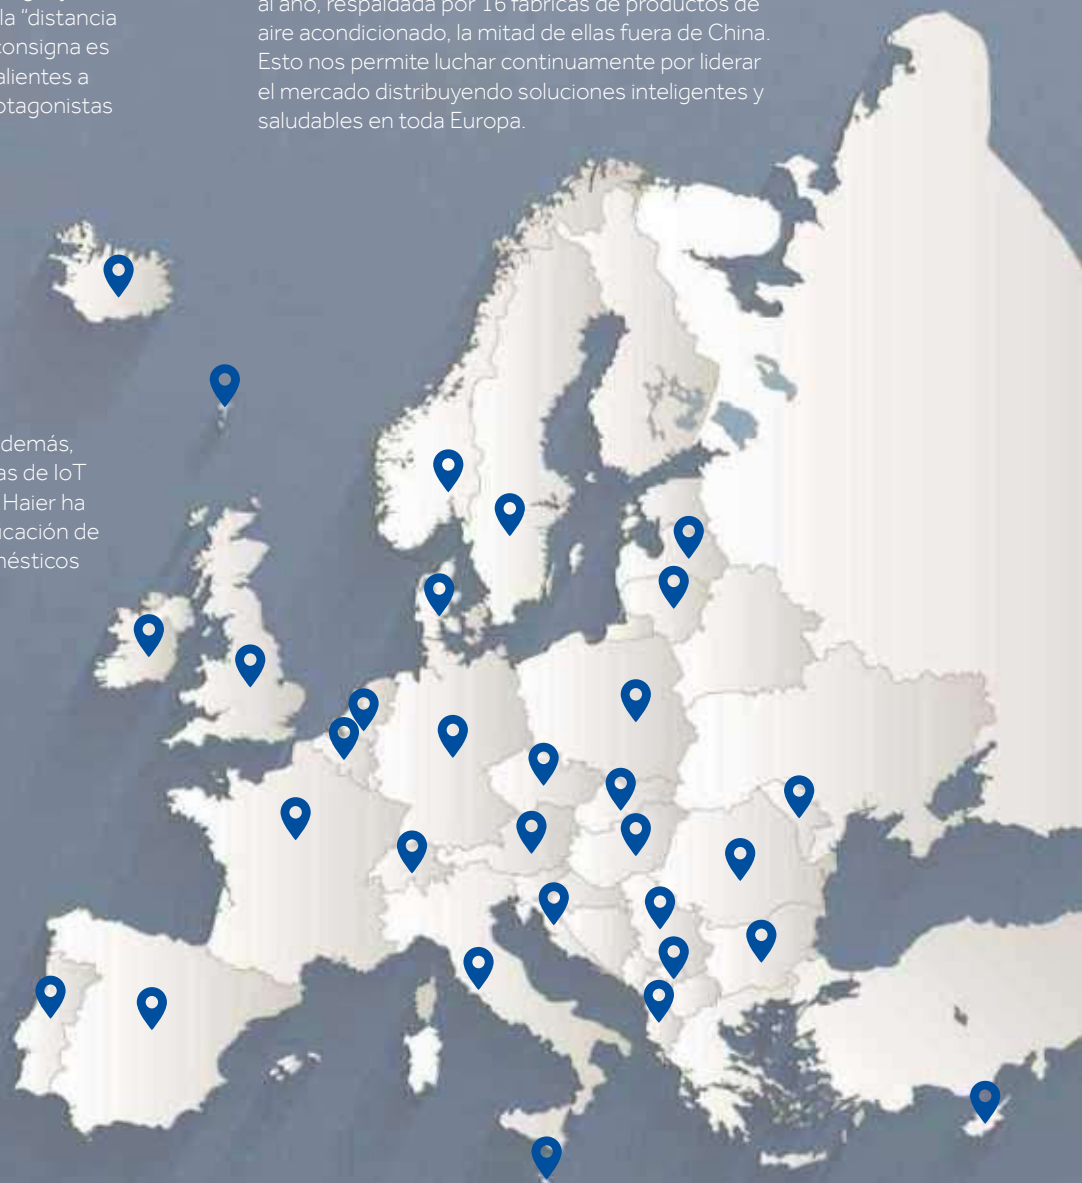 la “distancia
consigna es
alientes a
otagonistas
al año, respaldada por 16 fábricas de productos de
aire acondicionado, la mitad de ellas fuera de China.
Esto nos permite luchar continuamente por liderar
el mercado distribuyendo soluciones inteligentes y
saludables en toda Europa.
demás,
as de IoT
Haier ha
icación de
nésticos